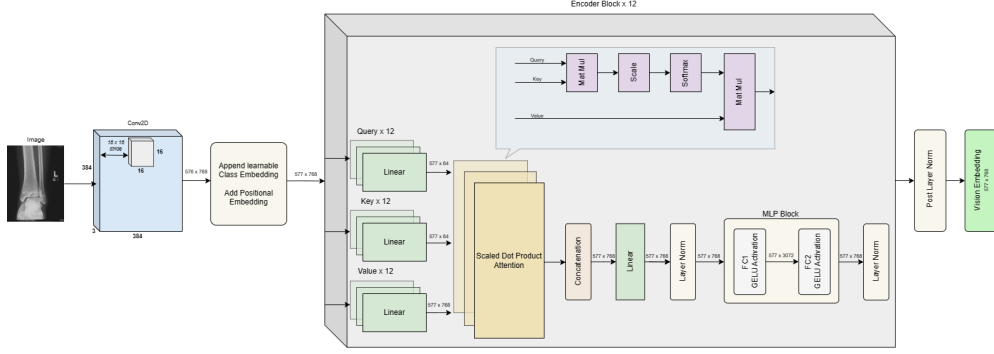 Encoder Block x 12
Image
Conv2D
16 x 16
stride
16
16
384
384
3
576 x 768
Append learnable
Class Embedding
Add Positional
Embedding
577 x 768
Query x 12
Linear
577 x 64
Key x 12
Linear
577 x 64
Value x 12
Linear
577 x 768
Query
Key
Value
Mat Mul
Scale
Softmax
Mat Mul
Scaled Dot Product
Attention
Concatenation
577 x 768
Linear
577 x 768
Layer Norm
577 x 768
MLP Block
FC1
GELU Activation
577 x 3072
FC2
GELU Activation
577 x 768
Layer Norm
Post Layer Norm
Vision Embedding
577 x 768